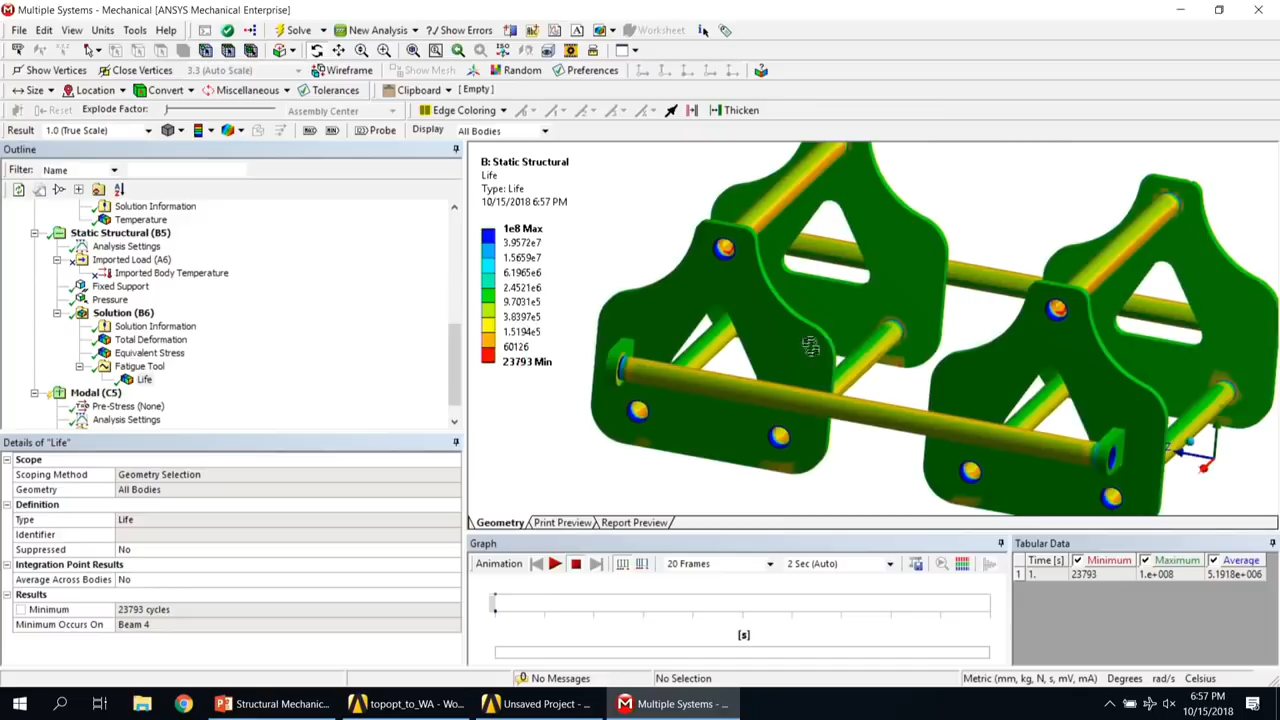 Multiple Systems - Mechanical [ANSYS Mechanical Enterprise]
File Edit View Units Tools Help Solve New Analysis ?/ Show Errors Worksheet
Show Vertices Close Vertices 3.3 (Auto Scale) Wireframe Show Mesh Random Preferences
Size Location Convert Miscellaneous Tolerances Clipboard [ Empty ]
Reset Explode Factor: Assembly Center Edge Coloring Thicken
Result 1.0 (True Scale) Probe Display All Bodies
Outline
Filter: Name
Solution Information
Temperature
Static Structural (B5)
Analysis Settings
Imported Load (A6)
Imported Body Temperature
Fixed Support
Pressure
Solution (B6)
Solution Information
Total Deformation
Equivalent Stress
Fatigue Tool
Life
Modal (C5)
Pre-Stress (None)
Analysis Settings
Details of "Life"
Scope
Scoping Method Geometry Selection
Geometry All Bodies
Definition
Type Life
Identifier
Suppressed No
Integration Point Results
Average Across Bodies No
Results
Minimum 23793 cycles
Minimum Occurs On Beam 4
B: Static Structural
Life
Type: Life
10/15/2018 6:57 PM
1e8 Max
3.9572e7
1.5659e7
6.1965e6
2.4521e6
9.7031e5
3.8397e5
1.5194e5
60126
23793 Min
Geometry Print Preview Report Preview
Graph
Animation 20 Frames 2 Sec (Auto)
[s]
Tabular Data
Time [s] Minimum Maximum Average
1 1. 23793 1.e+008 5.1918e+006
0 No Messages No Selection Metric (mm, kg, N, s, mV, mA) Degrees rad/s Celsius
Structural Mechanic... topopt_to_WA - Wo... Unsaved Project - ... Multiple Systems - ...
6:57 PM
10/15/2018